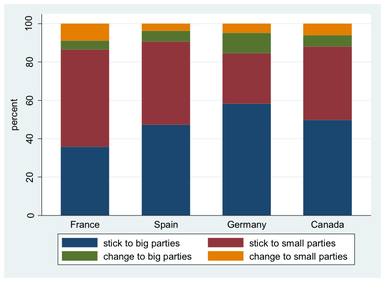 percent
100
80
60
40
20
0
France Spain Germany Canada
stick to big parties stick to small parties
change to big parties change to small parties